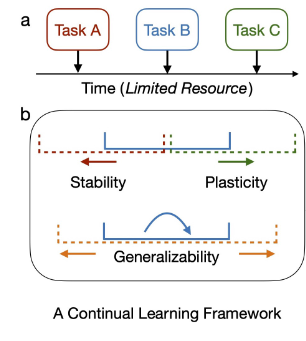 a
Task A Task B Task C
Time (Limited Resource)
b
Stability Plasticity
Generalizability
A Continual Learning Framework